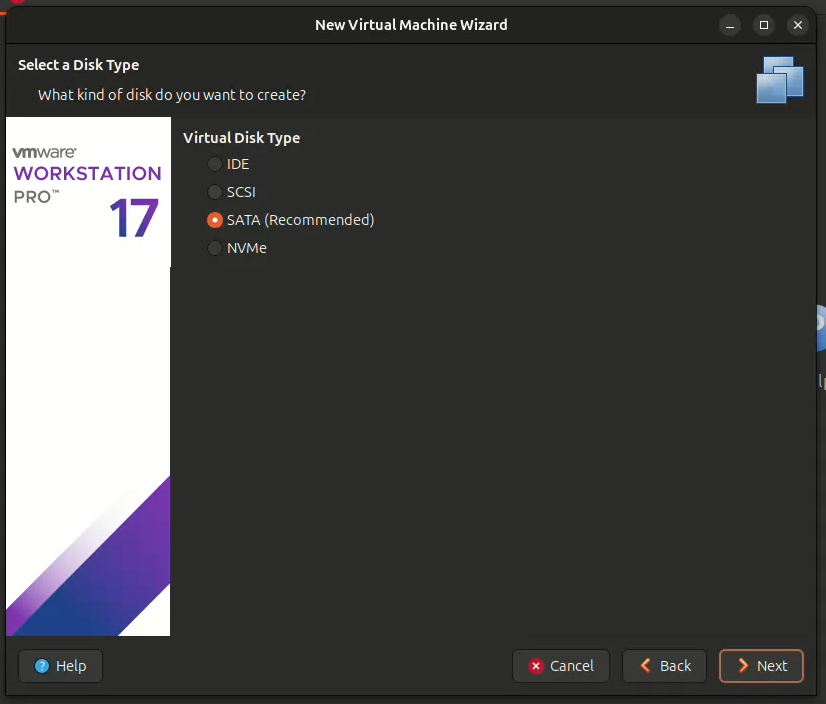 New Virtual Machine Wizard
Select a Disk Type
What kind of disk do you want to create?
vmware
WORKSTATION
PRO™
17
Virtual Disk Type
IDE
SCSI
SATA (Recommended)
NVMe
Help
Cancel
Back
Next